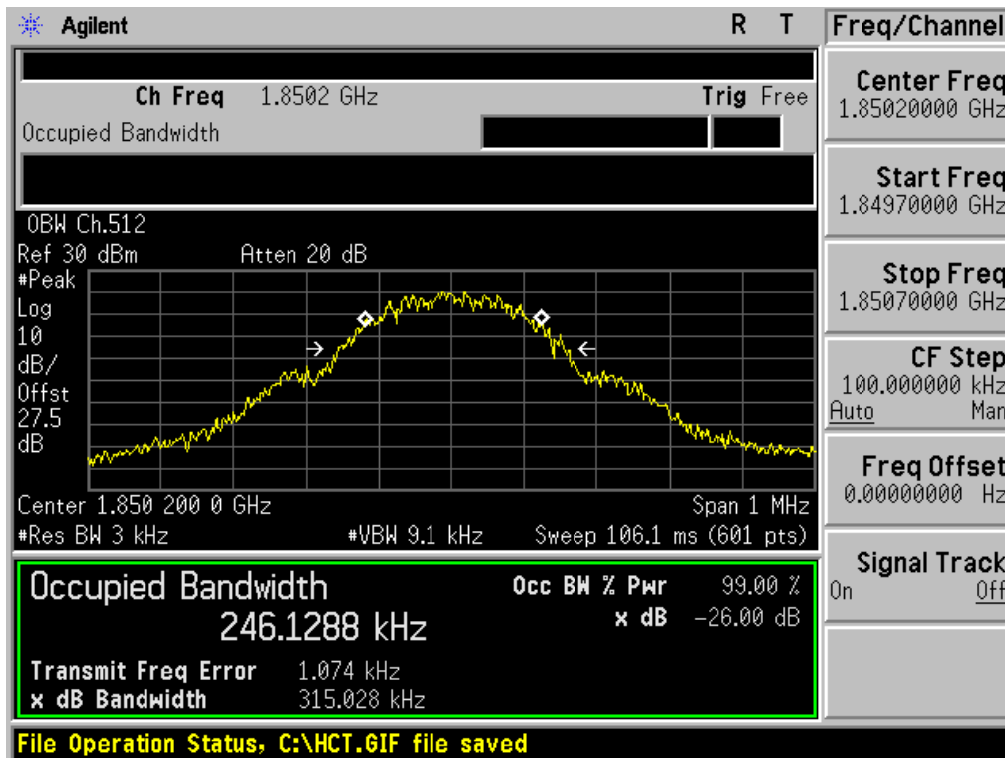 Agilent R T
Ch Freq 1.8502 GHz Trig Free
Occupied Bandwidth
OBW Ch.512
Ref 30 dBm Atten 20 dB
#Peak
Log
10
dB/
Offst
27.5
dB
Center 1.850 200 0 GHz Span 1 MHz
#Res BW 3 kHz #VBW 9.1 kHz Sweep 106.1 ms (601 pts)
Occupied Bandwidth Occ BW % Pwr 99.00 %
246.1288 kHz x dB -26.00 dB
Transmit Freq Error 1.074 kHz
x dB Bandwidth 315.028 kHz
File Operation Status, C:\HCT.GIF file saved
Freq/Channel
Center Freq
1.85020000 GHz
Start Freq
1.84970000 GHz
Stop Freq
1.85070000 GHz
CF Step
100.000000 kHz
Auto Man
Freq Offset
0.00000000 Hz
Signal Track
On Off